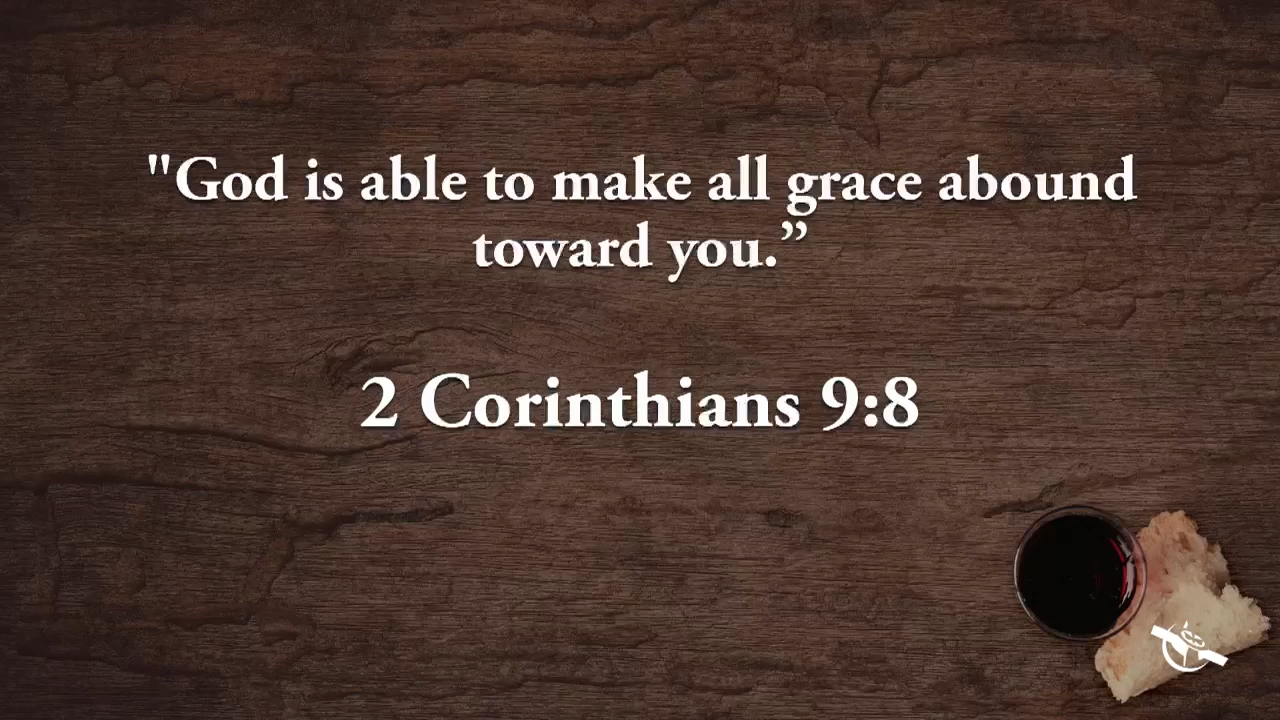 "God is able to make all grace abound
toward you.”
2 Corinthians 9:8